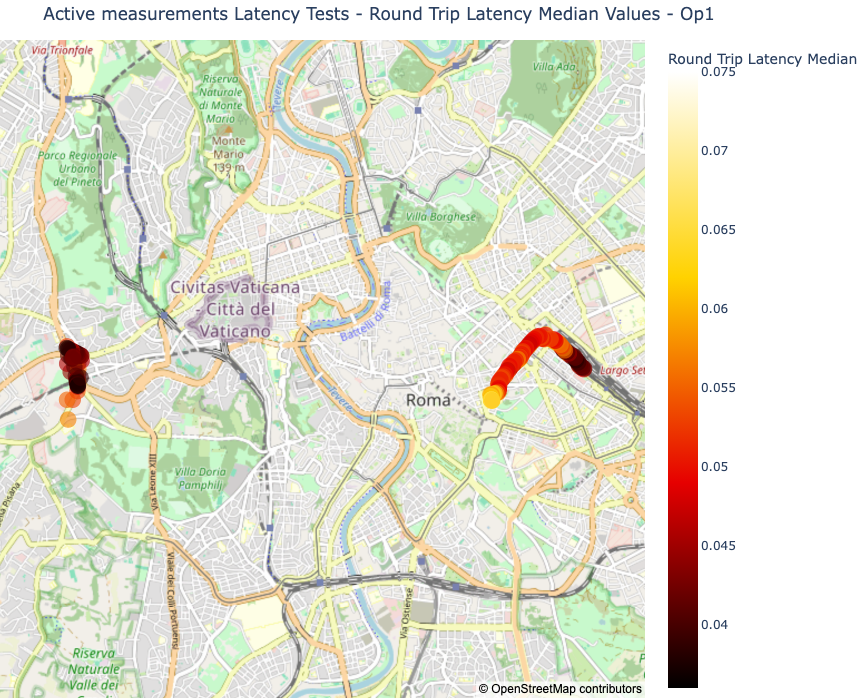 Active measurements Latency Tests - Round Trip Latency Median Values - Op1
Round Trip Latency Median
0.075
0.07
0.065
0.06
0.055
0.05
0.045
0.04
Via Trionfale
Riserva
Naturale
di Monte
Mario
Monte
Mario
139 m
Tevere
Villa Ada
Parco Regionale
Urbano
del Pineto
Villa Borghese
Civitas Vaticana
- Città del
Vaticano
Battelli di Roma
Largo Set
Roma
Tevere
Via Leone XIII
Villa Doria
Pamphilj
Pisana
Viale dei Colli Portuensi
Via Ostiense
Riserva
Naturale
Valle dei
© OpenStreetMap contributors